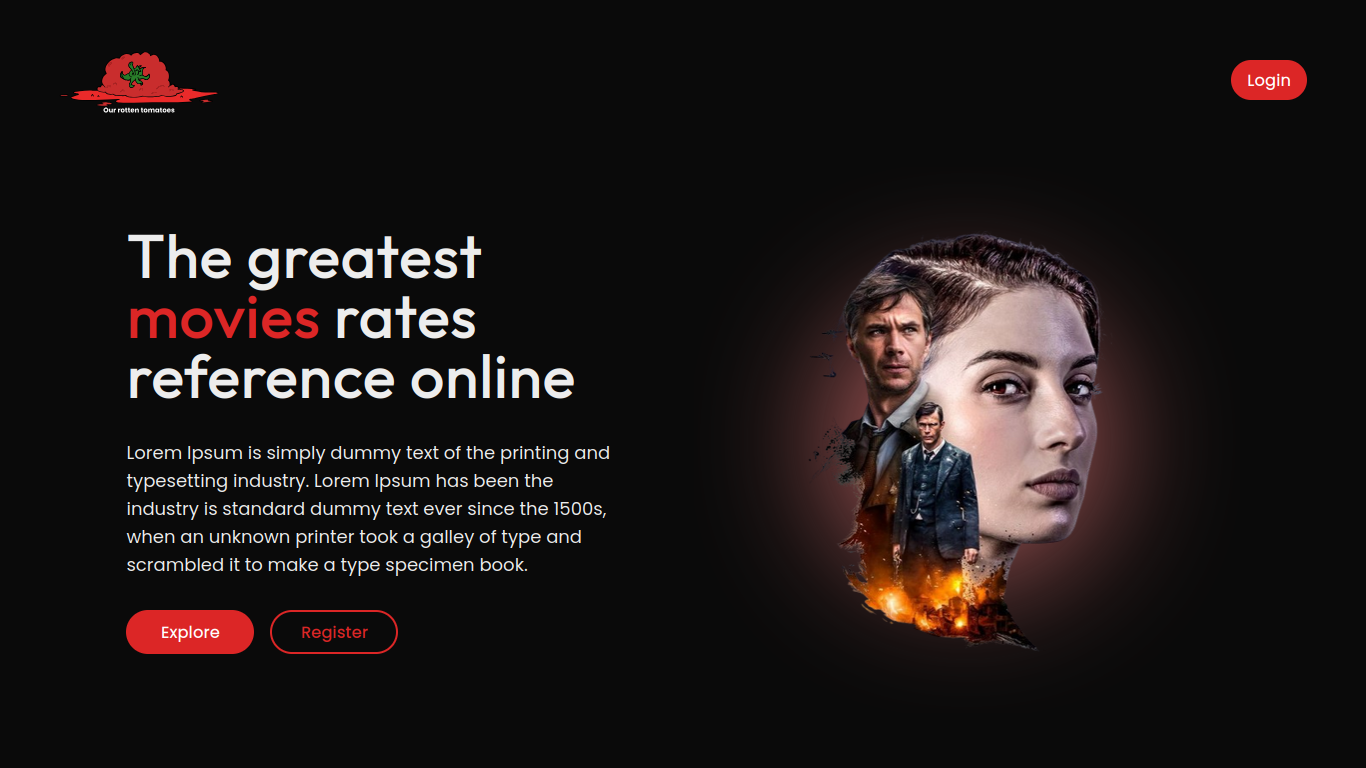 Our rotten tomatoes
Login
The greatest
movies rates
reference online
Lorem Ipsum is simply dummy text of the printing and
typesetting industry. Lorem Ipsum has been the
industry is standard dummy text ever since the 1500s,
when an unknown printer took a galley of type and
scrambled it to make a type specimen book.
Explore
Register